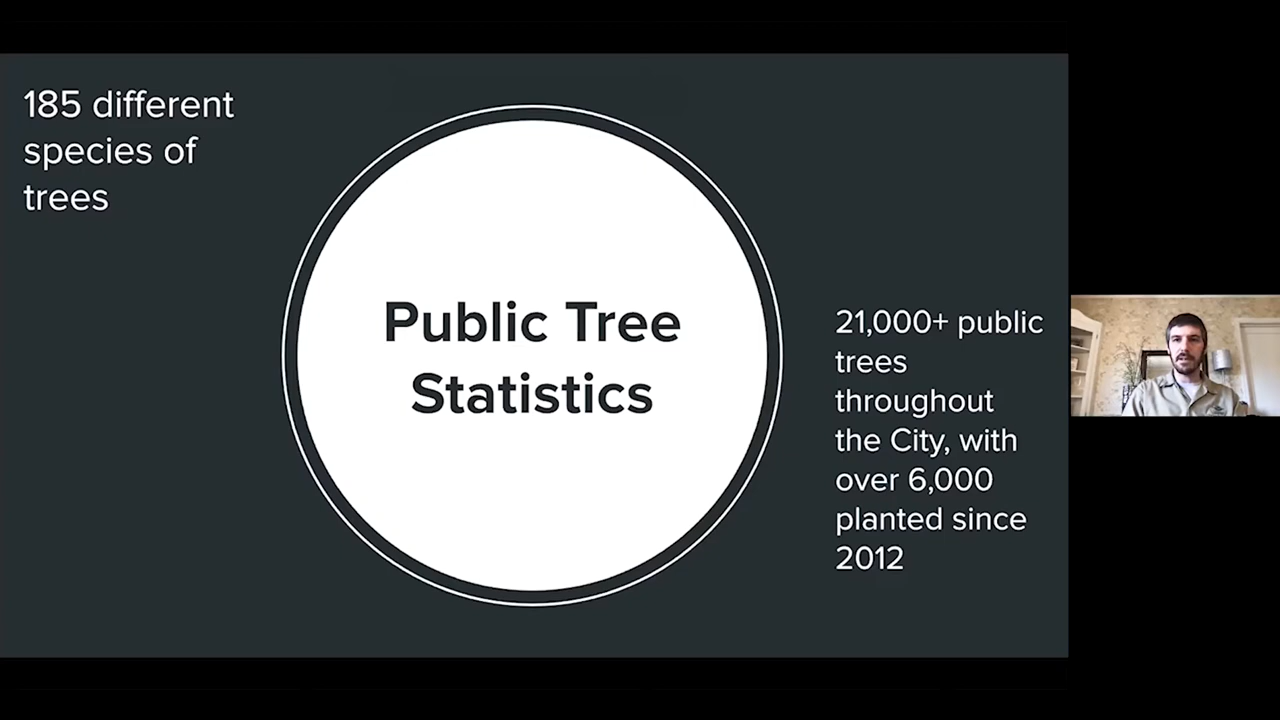 185 different
species of
trees
Public Tree
Statistics
21,000+ public
trees
throughout
the City, with
over 6,000
planted since
2012